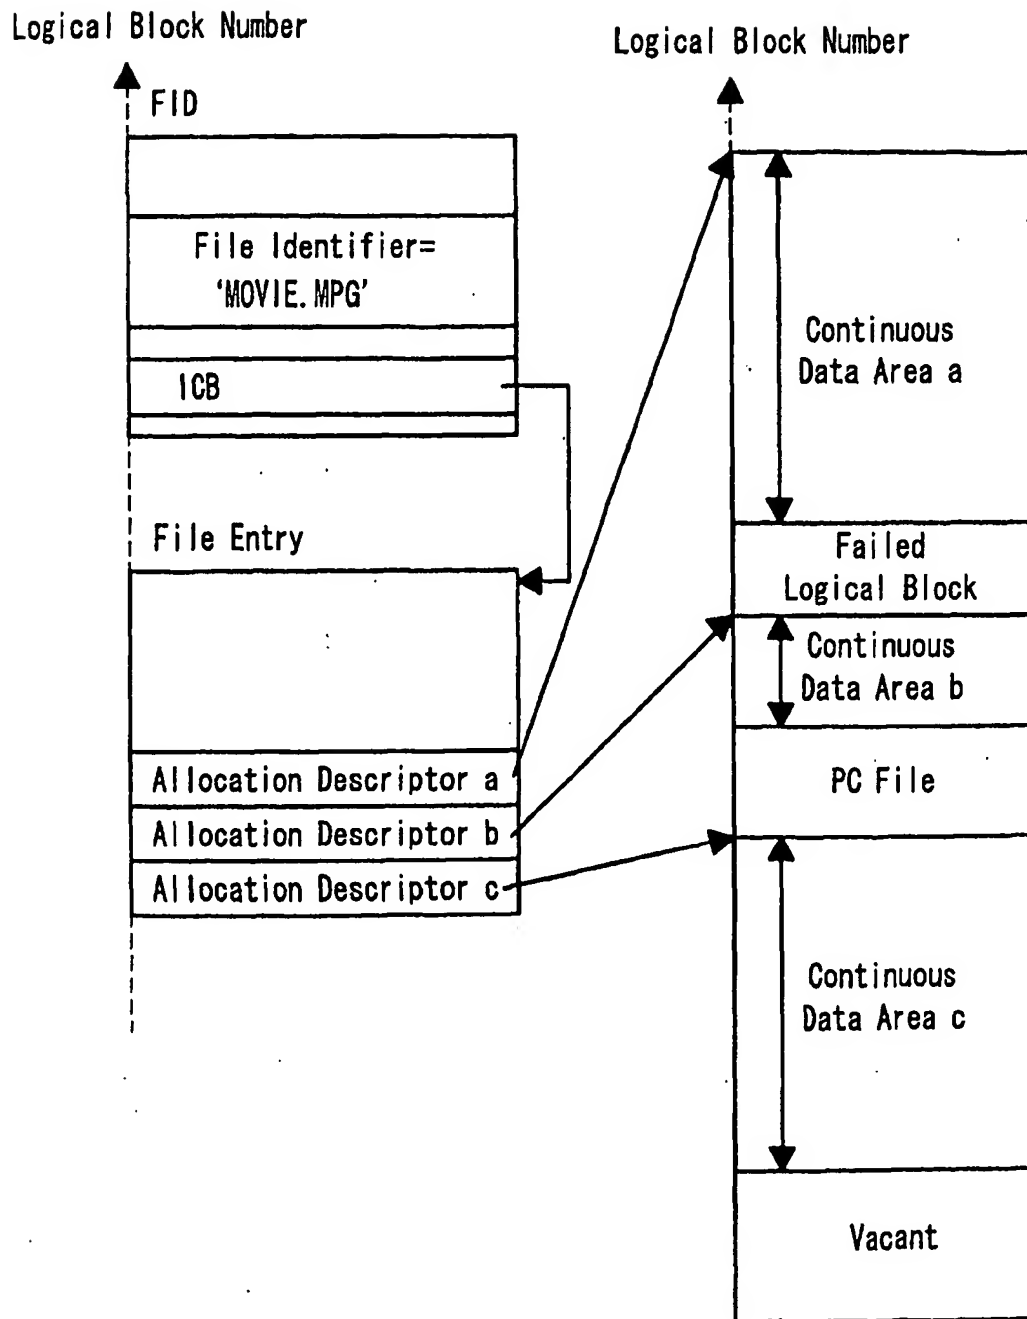 Logical Block Number
FID
File Identifier=
‘MOVIE.MPG’
ICB
File Entry
Allocation Descriptor a
Allocation Descriptor b
Allocation Descriptor c
Logical Block Number
Continuous
Data Area a
Failed
Logical Block
Continuous
Data Area b
PC File
Continuous
Data Area c
Vacant